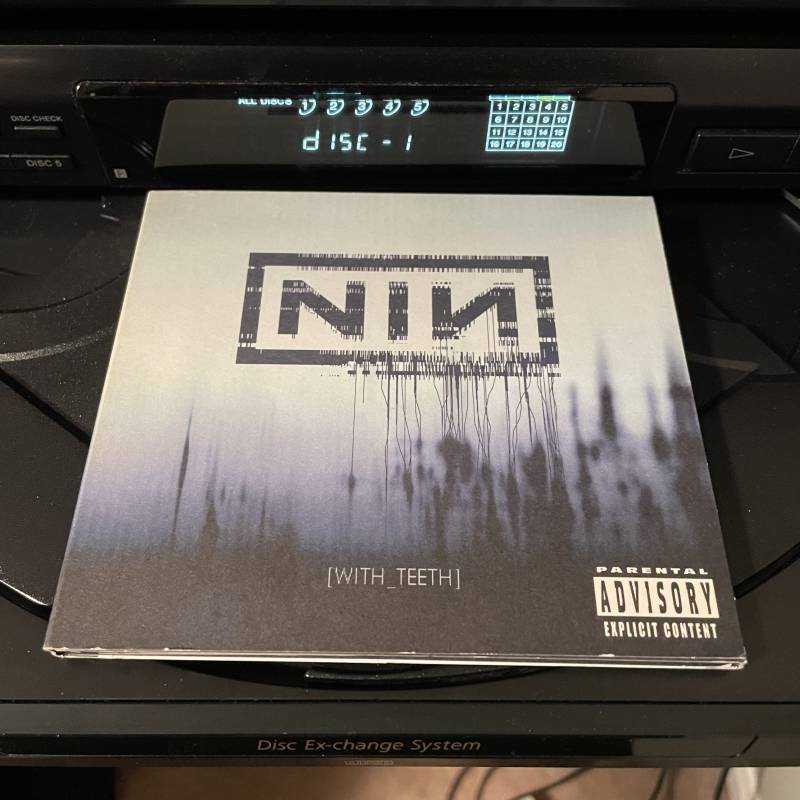 DISC CHECK
DISC 5
ALL DISCS 1 2 3 4 5
disc-1
1 2 3 4 5
6 7 8 9 10
11 12 13 14 15
16 17 18 19 20
NIN
[WITH_TEETH]
PARENTAL
ADVISORY
EXPLICIT CONTENT
Disc Ex-change System